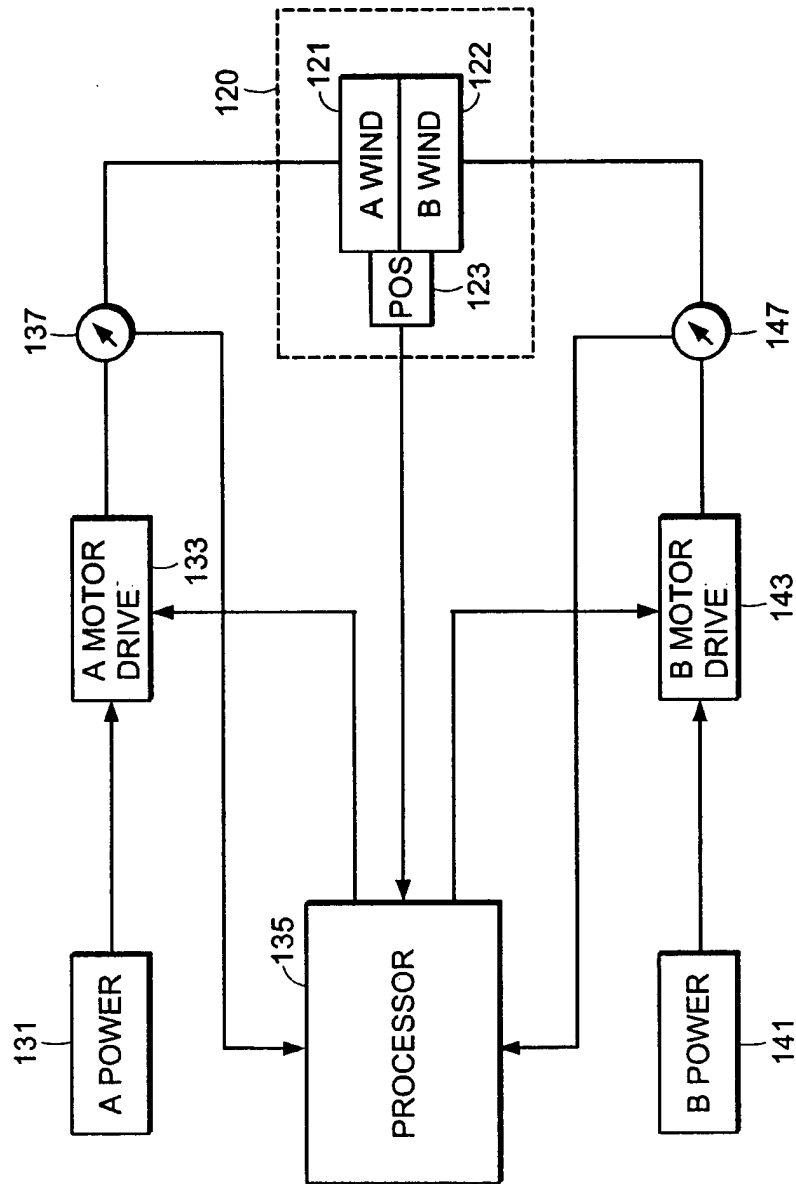 131
A POWER
A MOTOR
DRIVE
133
137
120
121
A WIND
B WIND
122
POS
123
135
PROCESSOR
141
B POWER
B MOTOR
DRIVE
143
147